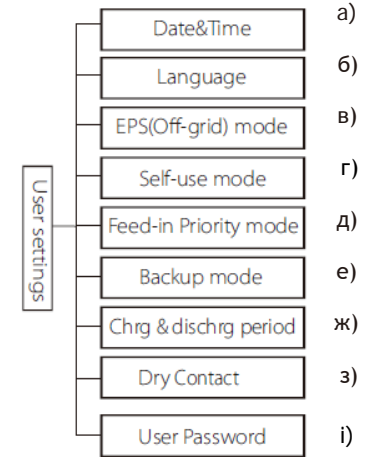 Date&Time а)
Language б)
EPS(Off-grid) mode в)
Self-use mode г)
User settings
Feed-in Priority mode д)
Backup mode е)
Chrg & dischrg period ж)
Dry Contact з)
User Password і)